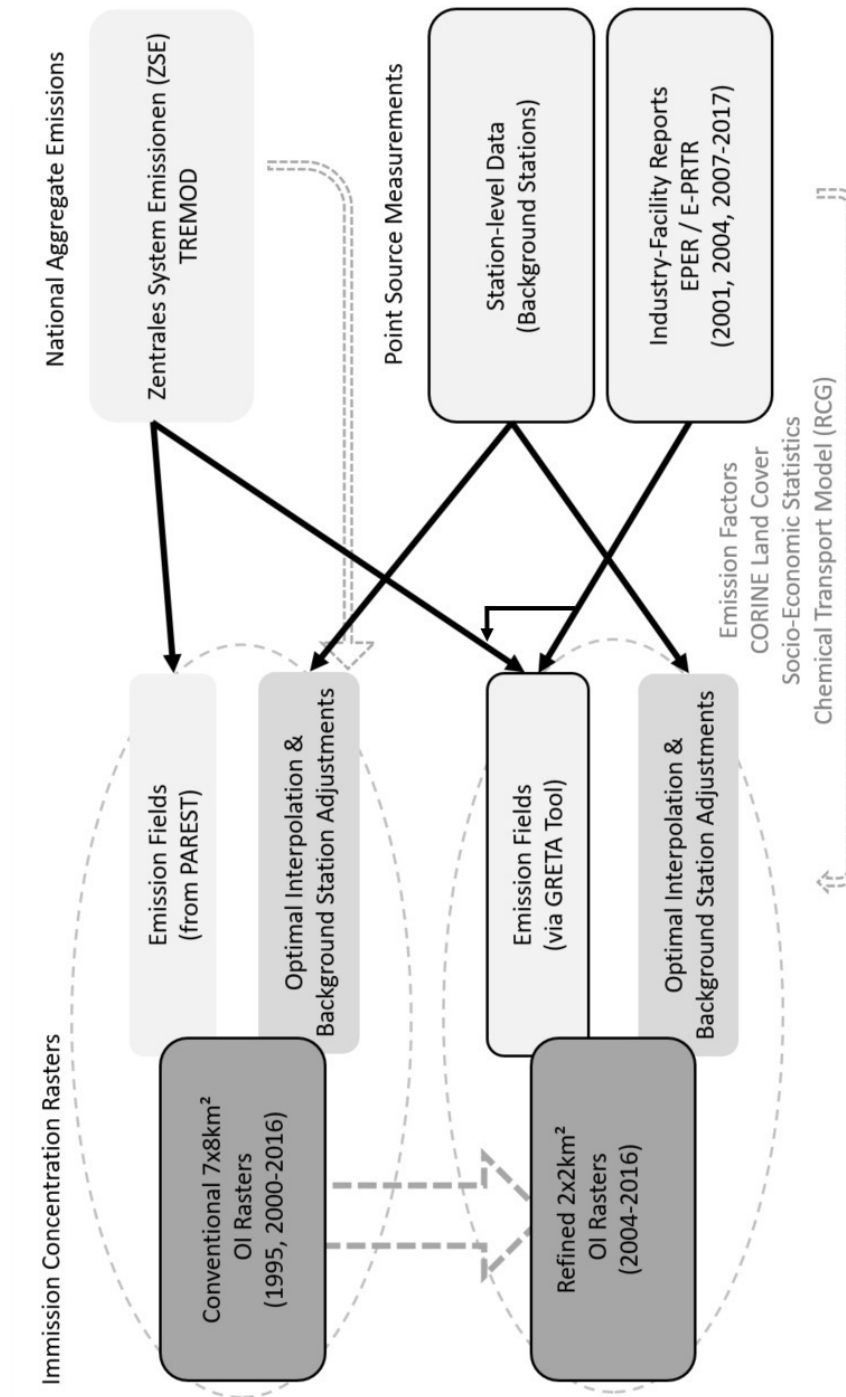 Immission Concentration Rasters
Conventional 7x8km²
OI Rasters
(1995, 2000-2016)
Refined 2x2km²
OI Rasters
(2004-2016)
Emission Fields
(from PAREST)
Optimal Interpolation &
Background Station Adjustments
Emission Fields
(via GRETA Tool)
Optimal Interpolation &
Background Station Adjustments
National Aggregate Emissions
Zentrales System Emissionen (ZSE)
TREMOD
Point Source Measurements
Station-level Data
(Background Stations)
Industry-Facility Reports
EPER / E-PRTR
(2001, 2004, 2007-2017)
Emission Factors
CORINE Land Cover
Socio-Economic Statistics
Chemical Transport Model (RCG)